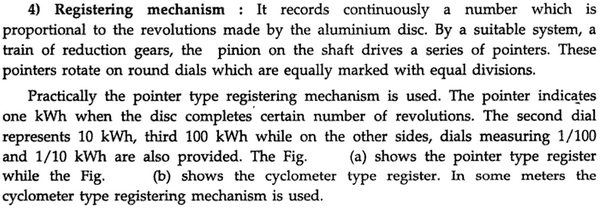 4) Registering mechanism : It records continuously a number which is
proportional to the revolutions made by the aluminium disc. By a suitable system, a
train of reduction gears, the pinion on the shaft drives a series of pointers. These
pointers rotate on round dials which are equally marked with equal divisions.
Practically the pointer type registering mechanism is used. The pointer indicates
one kWh when the disc completes certain number of revolutions. The second dial
represents 10 kWh, third 100 kWh while on the other sides, dials measuring 1/100
and 1/10 kWh are also provided. The Fig. (a) shows the pointer type register
while the Fig. (b) shows the cyclometer type register. In some meters the
cyclometer type registering mechanism is used.